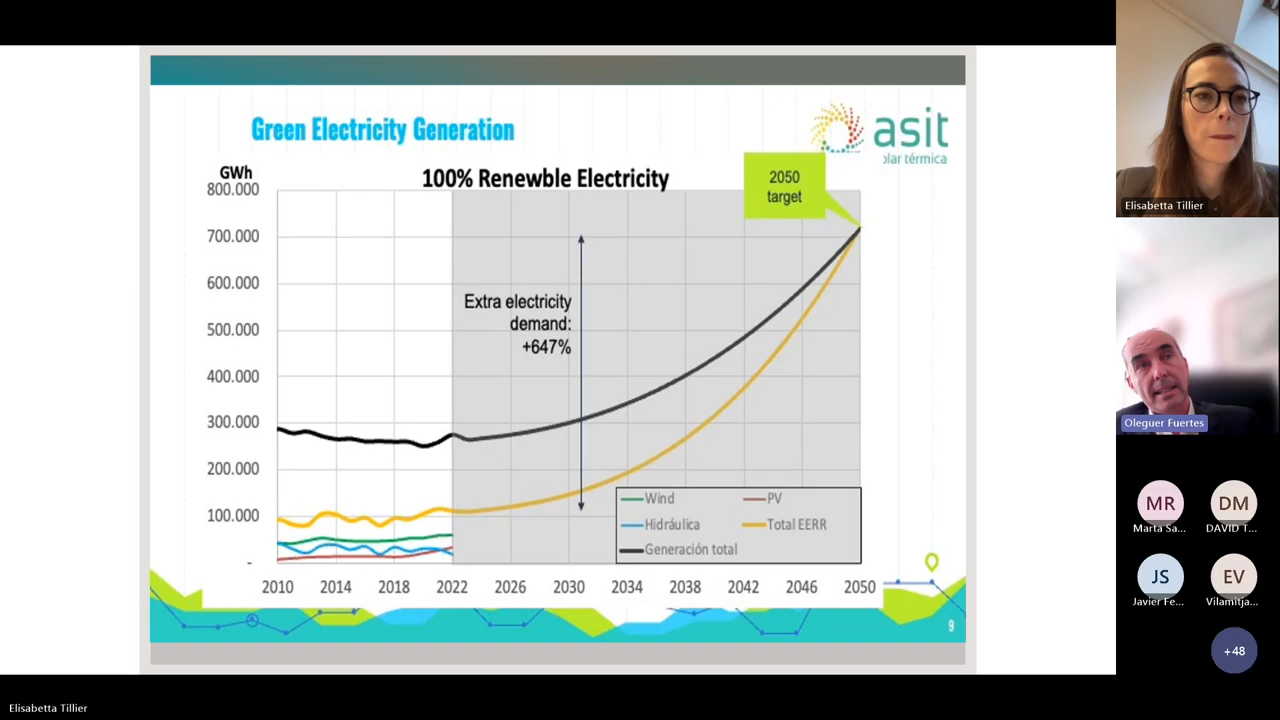 Green Electricity Generation
asit
olar térmica
GWh
100% Renewble Electricity
2050
target
800.000
700.000
600.000
500.000
400.000
300.000
200.000
100.000
-
Extra electricity
demand:
+647%
Wind
PV
Hidráulica
Total EERR
Generación total
2010 2014 2018 2022 2026 2030 2034 2038 2042 2046 2050
9
Elisabetta Tillier
Oleguer Fuertes
MR
Marta Sa...
DM
DAVID T...
JS
Javier Fe...
EV
Vilamitja...
+48
Elisabetta Tillier